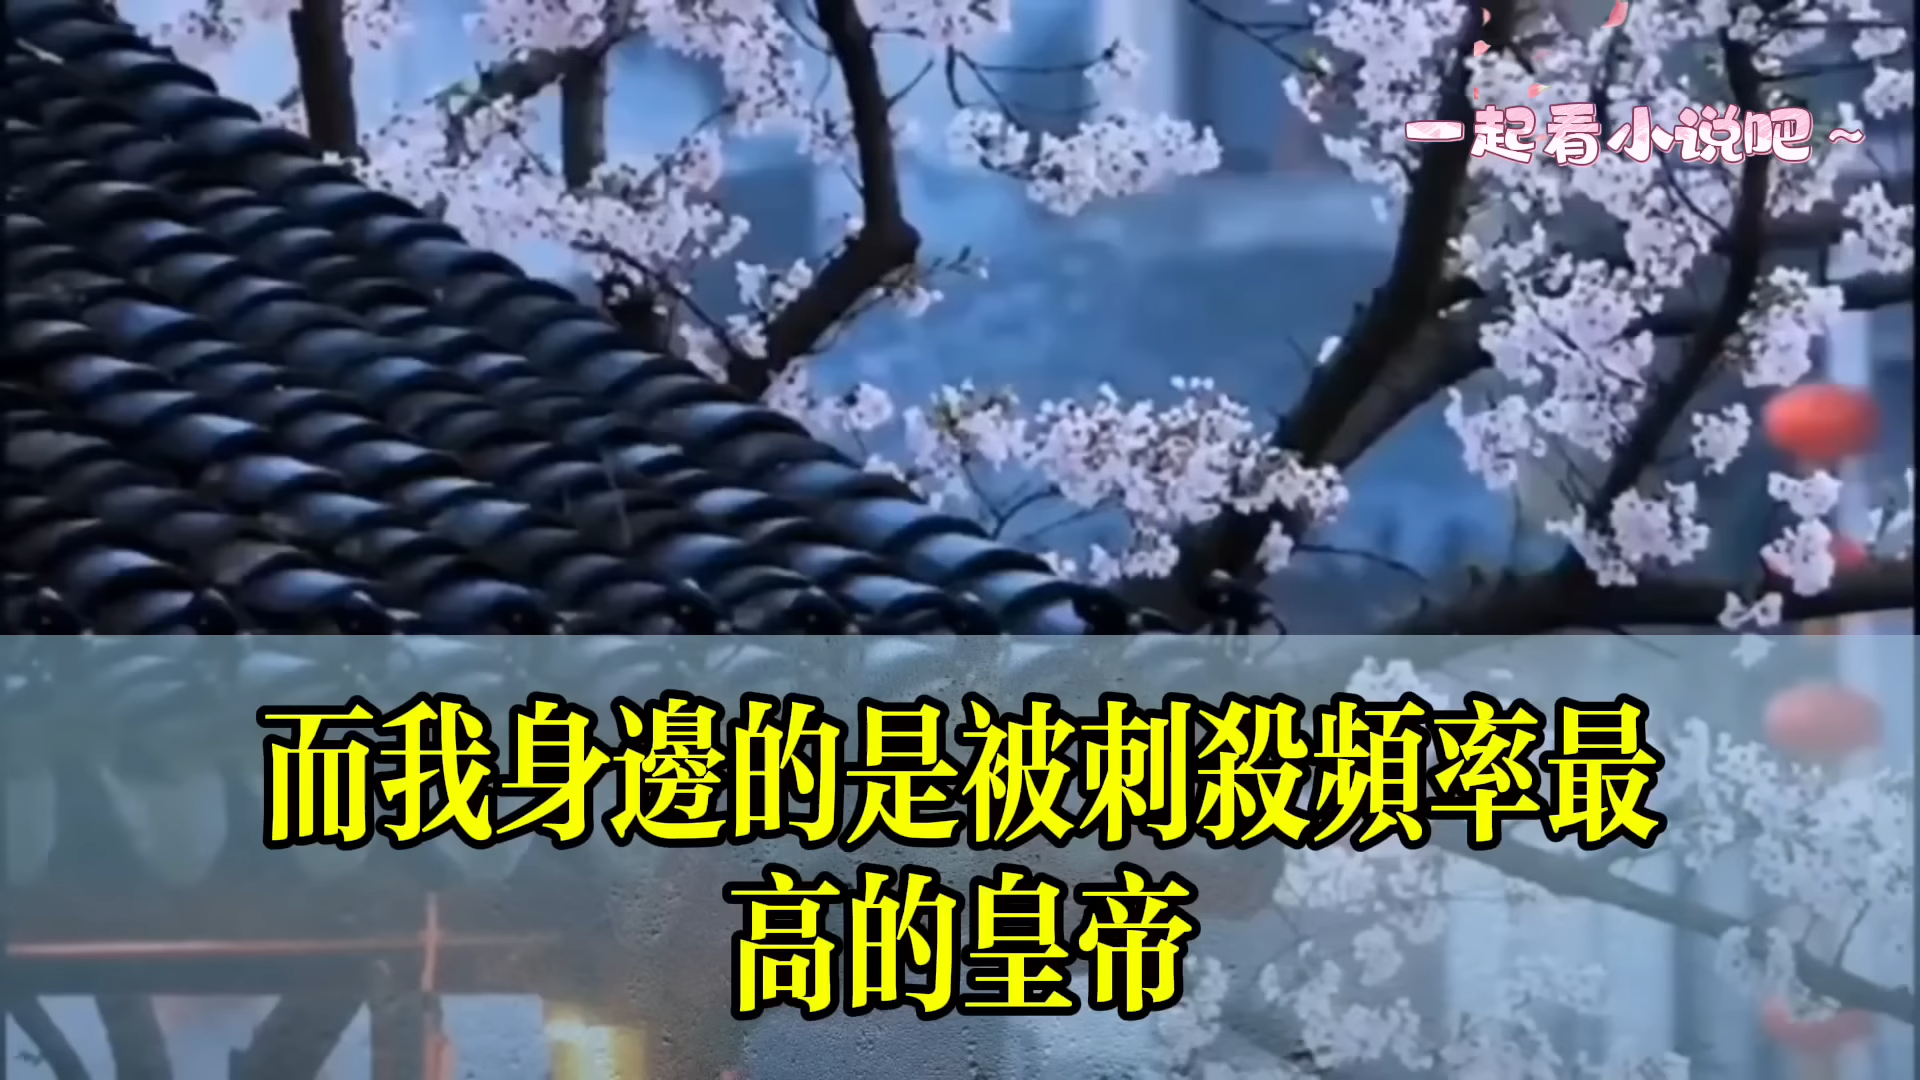 一起看小说吧~
而我身邊的是被刺殺頻率最
高的皇帝